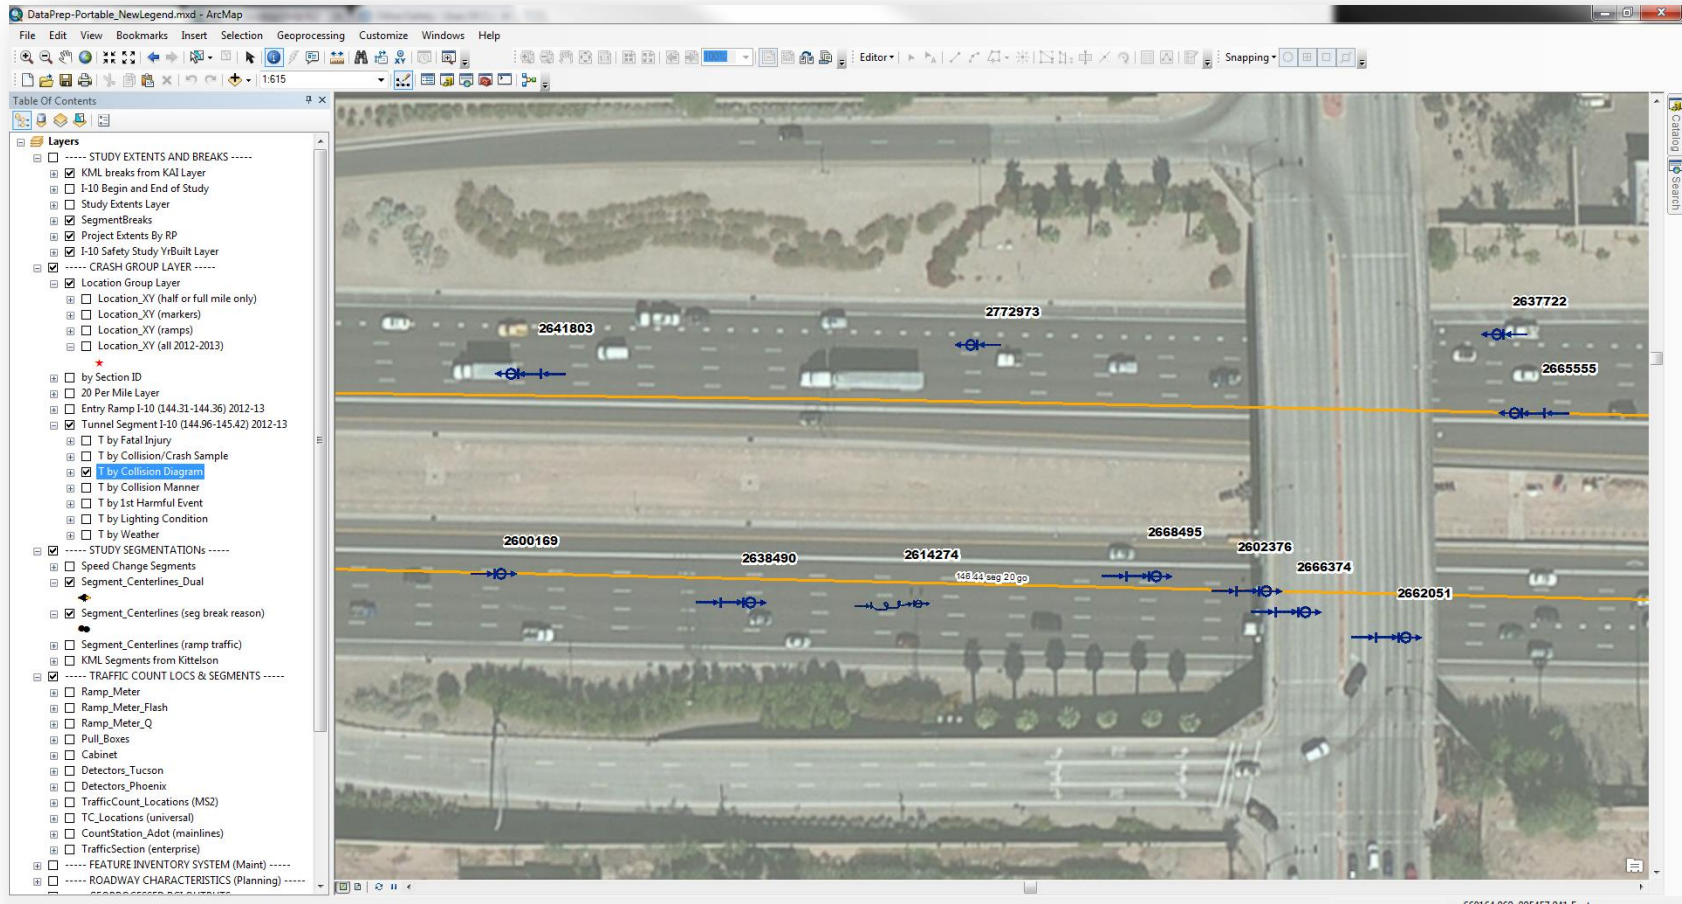 DataPrep-Portable_NewLegend.mxd - ArcMap
File Edit View Bookmarks Insert Selection Geoprocessing Customize Windows Help
100% Editor Snapping
1:615
Table Of Contents
Layers
----- STUDY EXTENTS AND BREAKS -----
KML breaks from KAI Layer
I-10 Begin and End of Study
Study Extents Layer
SegmentBreaks
Project Extents By RP
I-10 Safety Study YrBuilt Layer
----- CRASH GROUP LAYER -----
Location Group Layer
Location_XY (half or full mile only)
Location_XY (markers)
Location_XY (ramps)
Location_XY (all 2012-2013)
by Section ID
20 Per Mile Layer
Entry Ramp I-10 (144.31-144.36) 2012-13
Tunnel Segment I-10 (144.96-145.42) 2012-13
T by Fatal Injury
T by Collision/Crash Sample
T by Collision Diagram
T by Collision Manner
T by 1st Harmful Event
T by Lighting Condition
T by Weather
----- STUDY SEGMENTATIONs -----
Speed Change Segments
Segment_Centerlines_Dual
Segment_Centerlines (seg break reason)
Segment_Centerlines (ramp traffic)
KML Segments from Kittelson
----- TRAFFIC COUNT LOCS & SEGMENTS -----
Ramp_Meter
Ramp_Meter_Flash
Ramp_Meter_Q
Pull_Boxes
Cabinet
Detectors_Tucson
Detectors_Phoenix
TrafficCount_Locations (MS2)
TC_Locations (universal)
CountStation_Adot (mainlines)
TrafficSection (enterprise)
----- FEATURE INVENTORY SYSTEM (Maint) -----
----- ROADWAY CHARACTERISTICS (Planning) -----
2637722
2772973
2641803
2665555
2668495
2600169
2602376
2638490
2614274
2666374
2662051
Catalog
Search